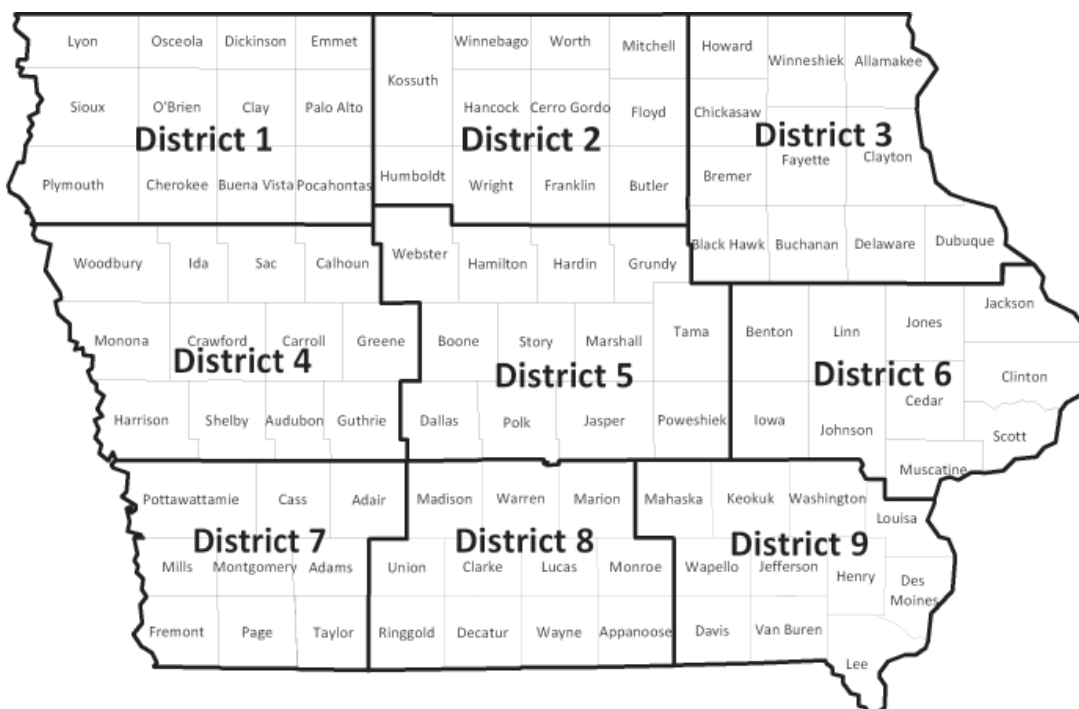 Lyon
Osceola
Dickinson
Emmet
Sioux
O'Brien
Clay
Palo Alto
District 1
Plymouth
Cherokee
Buena Vista
Pocahontas
Kossuth
Winnebago
Worth
Mitchell
Hancock
Cerro Gordo
Floyd
District 2
Humboldt
Wright
Franklin
Butler
Howard
Winneshiek
Allamakee
Chickasaw
District 3
Fayette
Clayton
Bremer
Black Hawk
Buchanan
Delaware
Dubuque
Woodbury
Ida
Sac
Calhoun
Monona
Crawford
Carroll
Greene
District 4
Harrison
Shelby
Audubon
Guthrie
Webster
Hamilton
Hardin
Grundy
Boone
Story
Marshall
Tama
District 5
Dallas
Polk
Jasper
Poweshiek
Jackson
Benton
Linn
Jones
District 6
Clinton
Cedar
Iowa
Johnson
Scott
Muscatine
Pottawattamie
Cass
Adair
District 7
Mills
Montgomery
Adams
Fremont
Page
Taylor
Madison
Warren
Marion
District 8
Union
Clarke
Lucas
Monroe
Ringgold
Decatur
Wayne
Appanoose
Mahaska
Keokuk
Washington
Louisa
District 9
Wapello
Jefferson
Henry
Des
Moines
Davis
Van Buren
Lee